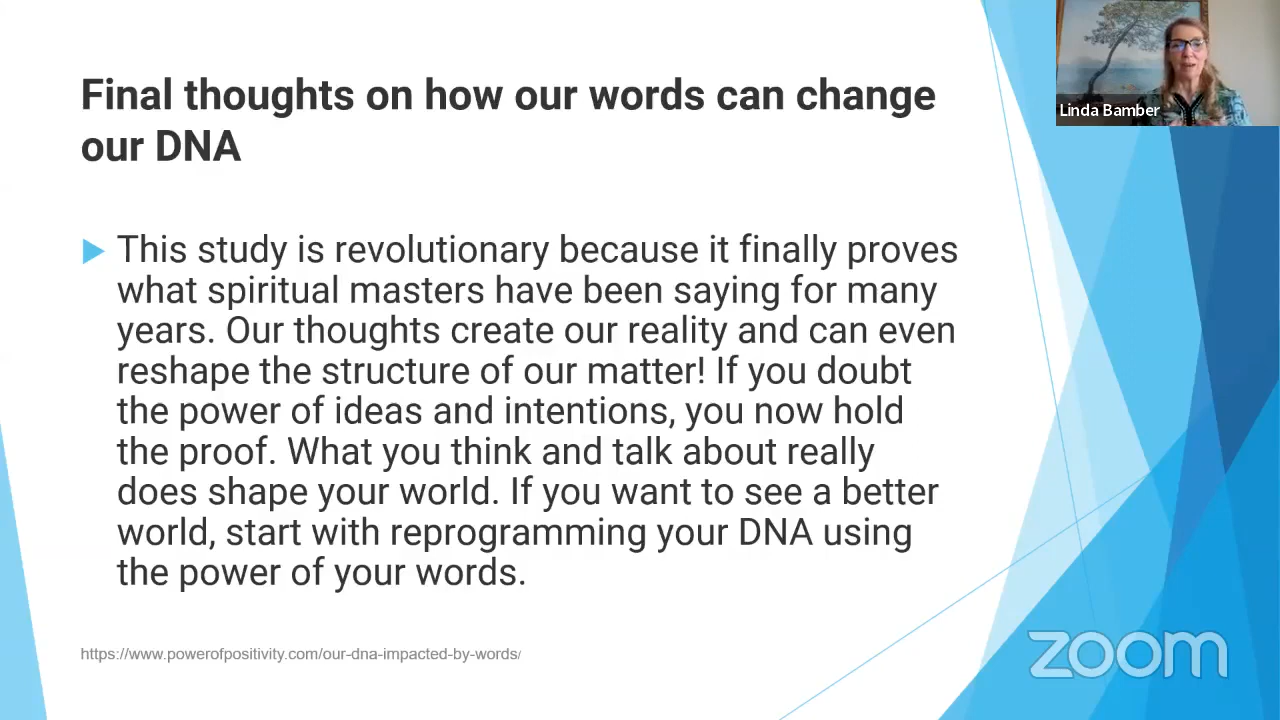 Final thoughts on how our words can change
our DNA
This study is revolutionary because it finally proves
what spiritual masters have been saying for many
years. Our thoughts create our reality and can even
reshape the structure of our matter! If you doubt
the power of ideas and intentions, you now hold
the proof. What you think and talk about really
does shape your world. If you want to see a better
world, start with reprogramming your DNA using
the power of your words.
https://www.powerofpositivity.com/our-dna-impacted-by-words/
Linda Bamber
zoom